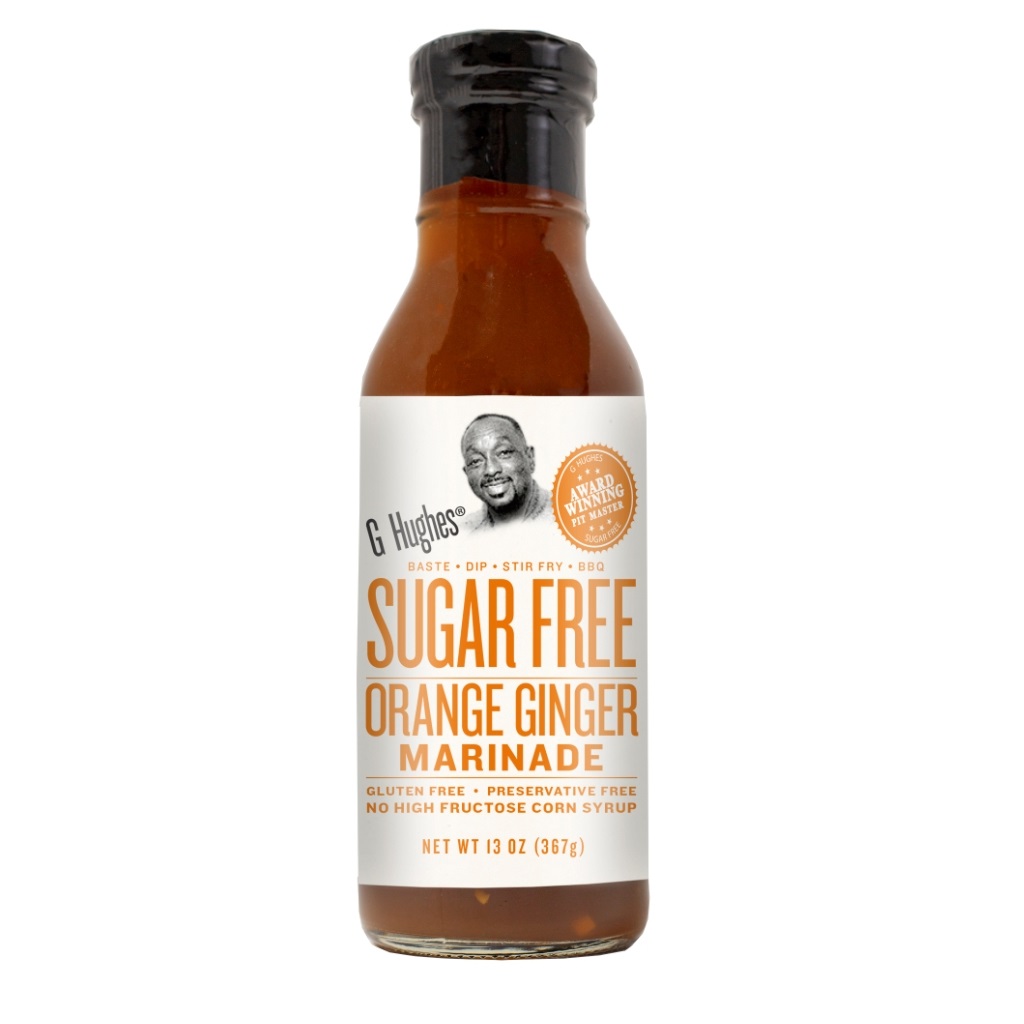 G Hughes®
G HUGHES
AWARD
WINNING
PIT MASTER
SUGAR FREE
BASTE • DIP • STIR FRY • BBQ
SUGAR FREE
ORANGE GINGER
MARINADE
GLUTEN FREE • PRESERVATIVE FREE
NO HIGH FRUCTOSE CORN SYRUP
NET WT 13 OZ (367g)